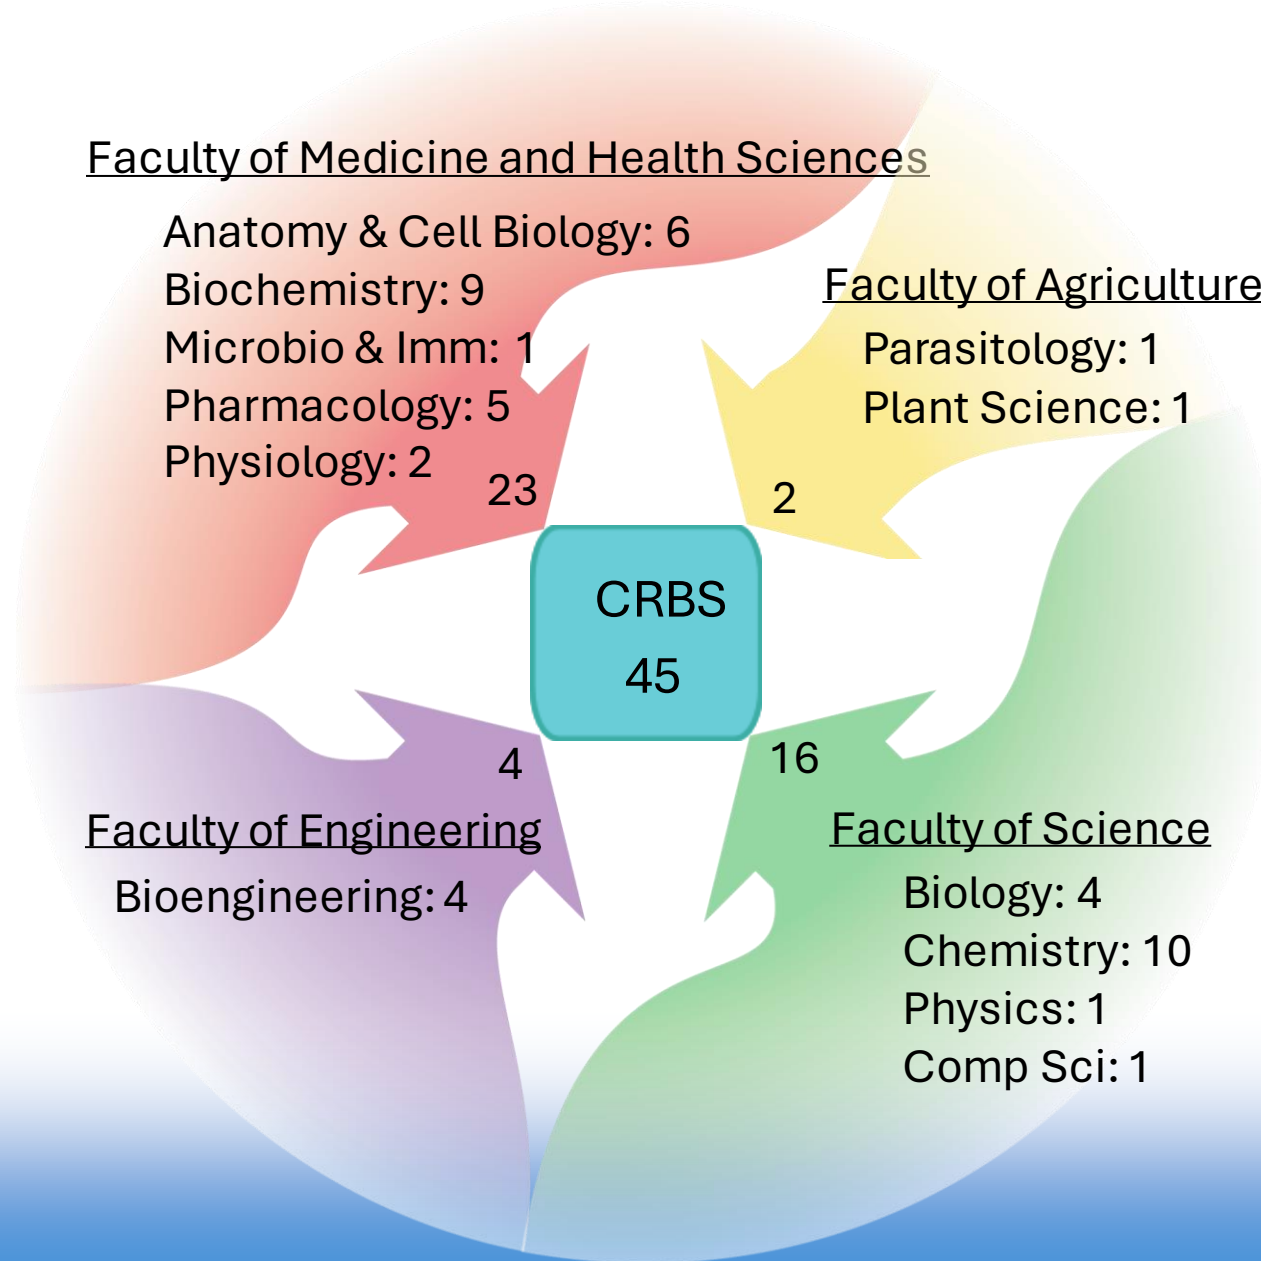 Faculty of Medicine and Health Sciences
Anatomy & Cell Biology: 6
Biochemistry: 9
Microbio & Imm: 1
Pharmacology: 5
Physiology: 2
23
Faculty of Agriculture
Parasitology: 1
Plant Science: 1
2
CRBS
45
4
Faculty of Engineering
Bioengineering: 4
16
Faculty of Science
Biology: 4
Chemistry: 10
Physics: 1
Comp Sci: 1